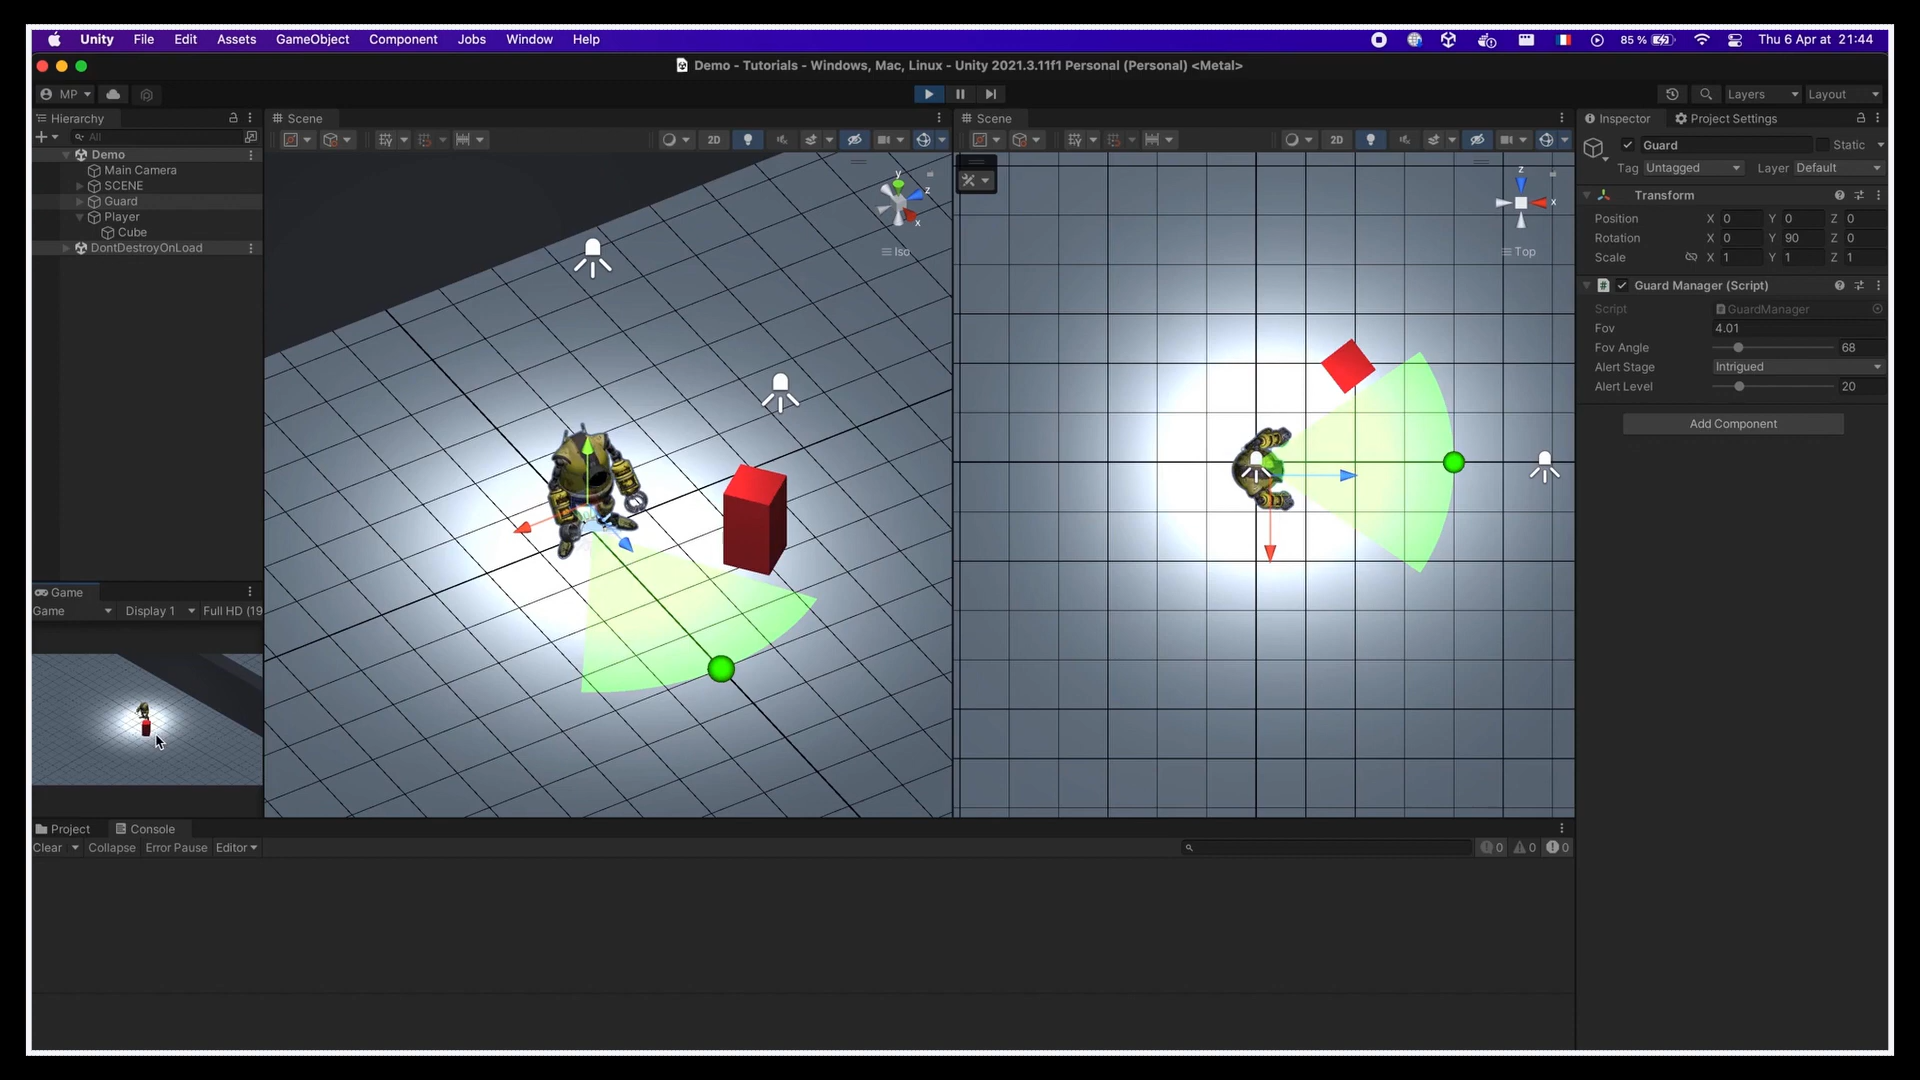 Unity File Edit Assets GameObject Component Jobs Window Help 85 % Thu 6 Apr at 21:44
Demo - Tutorials - Windows, Mac, Linux - Unity 2021.3.11f1 Personal (Personal) <Metal>
MP Layers Layout
Hierarchy
All
Demo
Main Camera
SCENE
Guard
Player
Cube
DontDestroyOnLoad
Scene
2D
y
z
x
Iso
Scene
2D
z
x
Top
Inspector Project Settings
Guard Static
Tag Untagged Layer Default
Transform
Position X 0 Y 0 Z 0
Rotation X 0 Y 90 Z 0
Scale X 1 Y 1 Z 1
Guard Manager (Script)
Script GuardManager
Fov 4.01
Fov Angle 68
Alert Stage Intrigued
Alert Level 20
Add Component
Game
Game Display 1 Full HD (19
Project Console
Clear Collapse Error Pause Editor 0 0 0